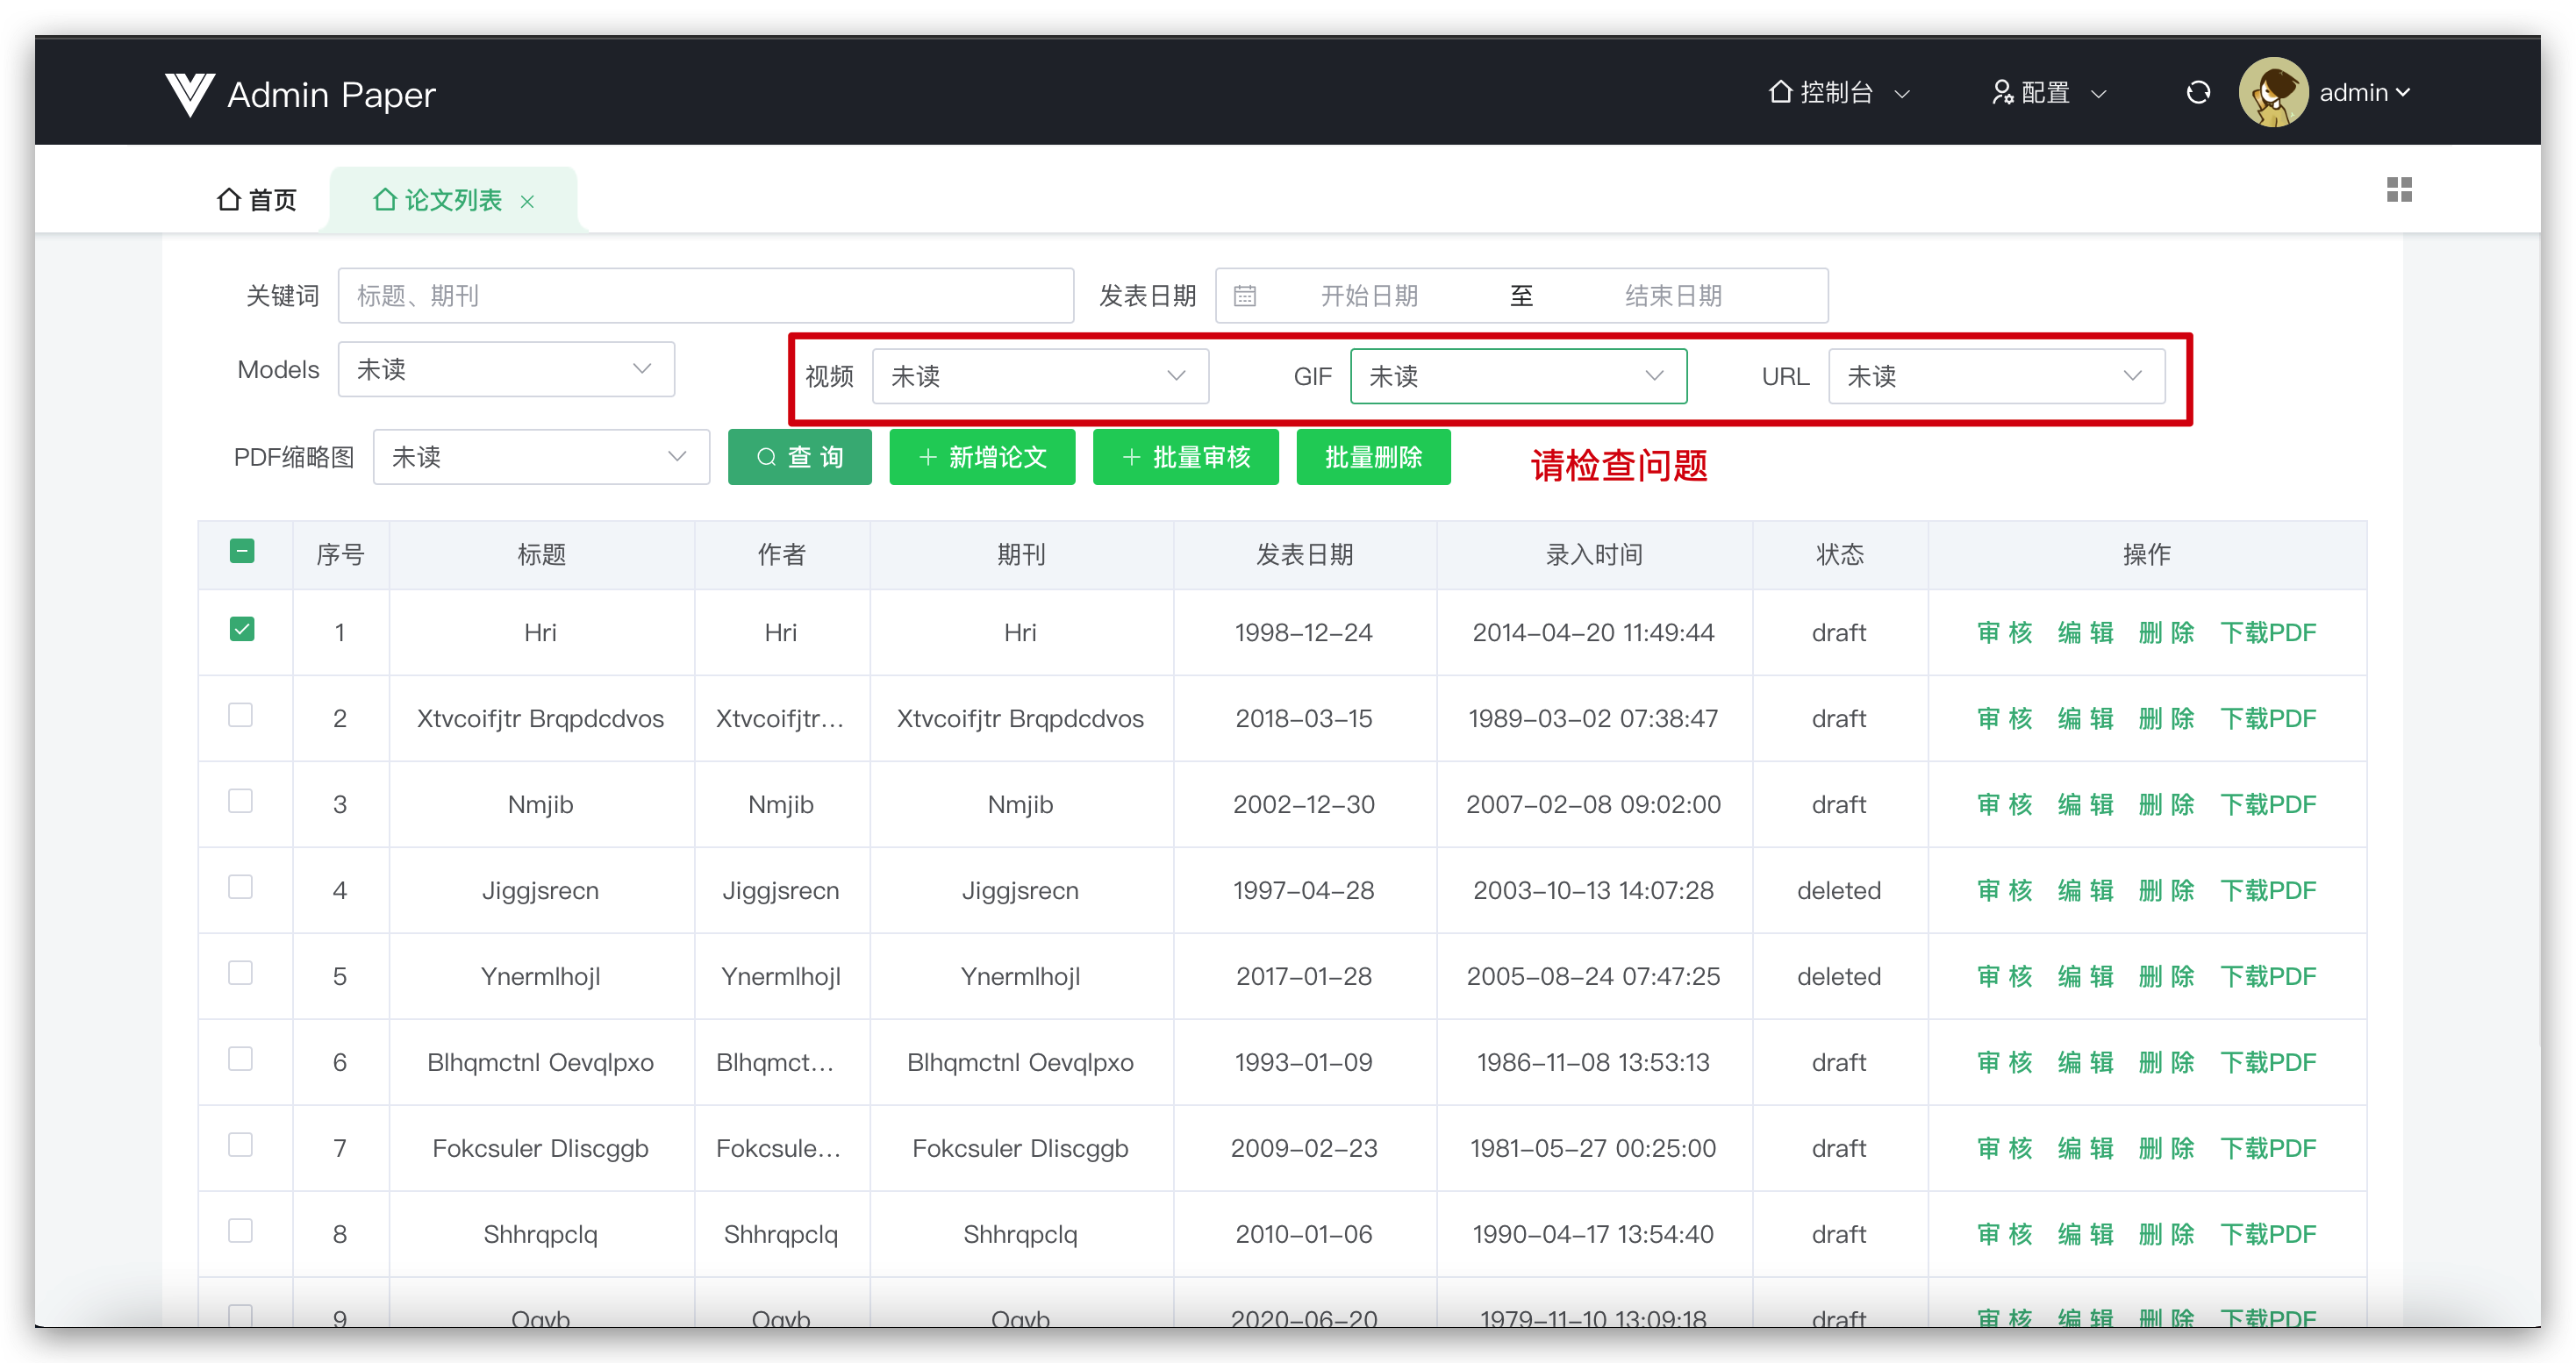 Admin Paper 控制台 配置 admin
首页 论文列表
关键词 标题、期刊 发表日期 开始日期 至 结束日期
Models 未读 视频 未读 GIF 未读 URL 未读
PDF缩略图 未读 查 询 新增论文 批量审核 批量删除 请检查问题
序号 标题 作者 期刊 发表日期 录入时间 状态 操作
1 Hri Hri Hri 1998-12-24 2014-04-20 11:49:44 draft 审 核 编 辑 删 除 下载PDF
2 Xtvcoifjtr Brqpdcdvos Xtvcoifjtr... Xtvcoifjtr Brqpdcdvos 2018-03-15 1989-03-02 07:38:47 draft 审 核 编 辑 删 除 下载PDF
3 Nmjib Nmjib Nmjib 2002-12-30 2007-02-08 09:02:00 draft 审 核 编 辑 删 除 下载PDF
4 Jiggjsrecn Jiggjsrecn Jiggjsrecn 1997-04-28 2003-10-13 14:07:28 deleted 审 核 编 辑 删 除 下载PDF
5 Ynermlhojl Ynermlhojl Ynermlhojl 2017-01-28 2005-08-24 07:47:25 deleted 审 核 编 辑 删 除 下载PDF
6 Blhqmctnl Oevqlpxo Blhqmct... Blhqmctnl Oevqlpxo 1993-01-09 1986-11-08 13:53:13 draft 审 核 编 辑 删 除 下载PDF
7 Fokcsuler Dliscggb Fokcsule... Fokcsuler Dliscggb 2009-02-23 1981-05-27 00:25:00 draft 审 核 编 辑 删 除 下载PDF
8 Shhrqpclq Shhrqpclq Shhrqpclq 2010-01-06 1990-04-17 13:54:40 draft 审 核 编 辑 删 除 下载PDF
9 2020-06-20 1979-11-10 13:09:18 draft 审 核 编 辑 删 除 下载PDF